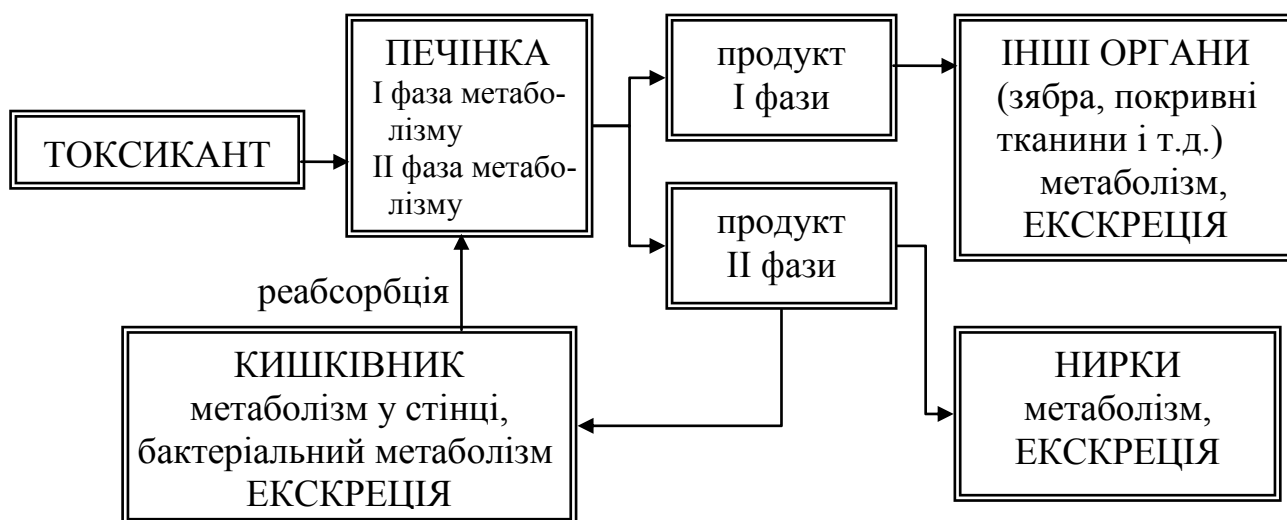 ТОКСИКАНТ
ПЕЧІНКА
І фаза метабо-
лізму
ІІ фаза метабо-
лізму
продукт
І фази
ІНШІ ОРГАНИ
(зябра, покривні
тканини і т.д.)
метаболізм,
ЕКСКРЕЦІЯ
продукт
ІІ фази
реабсорбція
КИШКІВНИК
метаболізм у стінці,
бактеріальний метаболізм
ЕКСКРЕЦІЯ
НИРКИ
метаболізм,
ЕКСКРЕЦІЯ